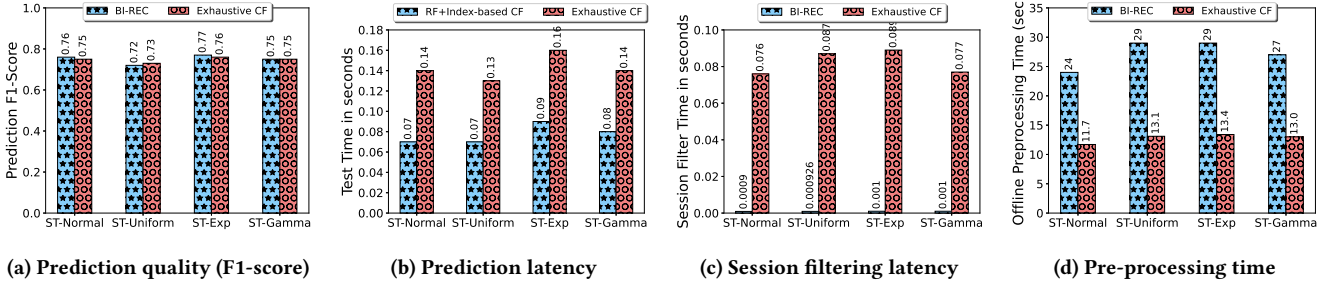 BI-REC Exhaustive CF
Prediction F1-Score
1.0
0.8
0.6
0.4
0.2
0.0
0.76 0.75 0.72 0.73 0.77 0.76 0.75 0.75
ST-Normal ST-Uniform ST-Exp ST-Gamma
(a) Prediction quality (F1-score)
RF+Index-based CF Exhaustive CF
Test Time in seconds
0.18
0.16
0.14
0.12
0.10
0.08
0.06
0.04
0.02
0.00
0.07 0.14 0.07 0.13 0.09 0.16 0.08 0.14
ST-Normal ST-Uniform ST-Exp ST-Gamma
(b) Prediction latency
BI-REC Exhaustive CF
Session Filter Time in seconds
0.10
0.08
0.06
0.04
0.02
0.00
0.0009 0.076 0.000926 0.087 0.001 0.089 0.001 0.077
ST-Normal ST-Uniform ST-Exp ST-Gamma
(c) Session filtering latency
BI-REC Exhaustive CF
Offline Preprocessing Time (sec
35
30
25
20
15
10
5
0
24 11.7 29 13.1 29 13.4 27 13.0
ST-Normal ST-Uniform ST-Exp ST-Gamma
(d) Pre-processing time